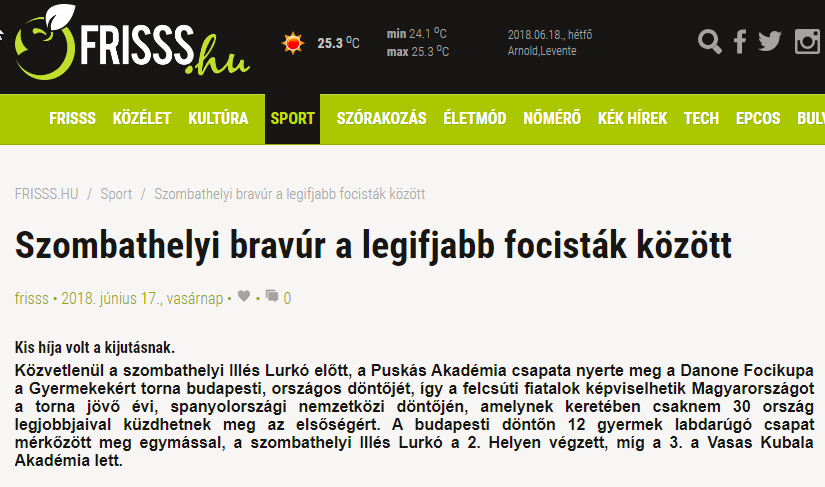 FRISSS.hu
25.3 °C
min 24.1 °C
max 25.3 °C
2018.06.18., hétfő
Arnold,Levente
FRISSS KÖZÉLET KULTÚRA SPORT SZÓRAKOZÁS ÉLETMÓD NŐMÉRŐ KÉK HÍREK TECH EPCOS BULV
FRISSS.HU / Sport / Szombathelyi bravúr a legifjabb focisták között
Szombathelyi bravúr a legifjabb focisták között
frisss • 2018. június 17., vasárnap • • 0
Kis híja volt a kijutásnak.
Közvetlenül a szombathelyi Illés Lurkó előtt, a Puskás Akadémia csapata nyerte meg a Danone Focikupa
a Gyermekekért torna budapesti, országos döntőjét, így a felcsúti fiatalok képviselhetik Magyarországot
a torna jövő évi, spanyolországi nemzetközi döntőjén, amelynek keretében csaknem 30 ország
legjobbjaival küzdhetnek meg az elsőségért. A budapesti döntőn 12 gyermek labdarúgó csapat
mérkőzött meg egymással, a szombathelyi Illés Lurkó a 2. Helyen végzett, míg a 3. a Vasas Kubala
Akadémia lett.